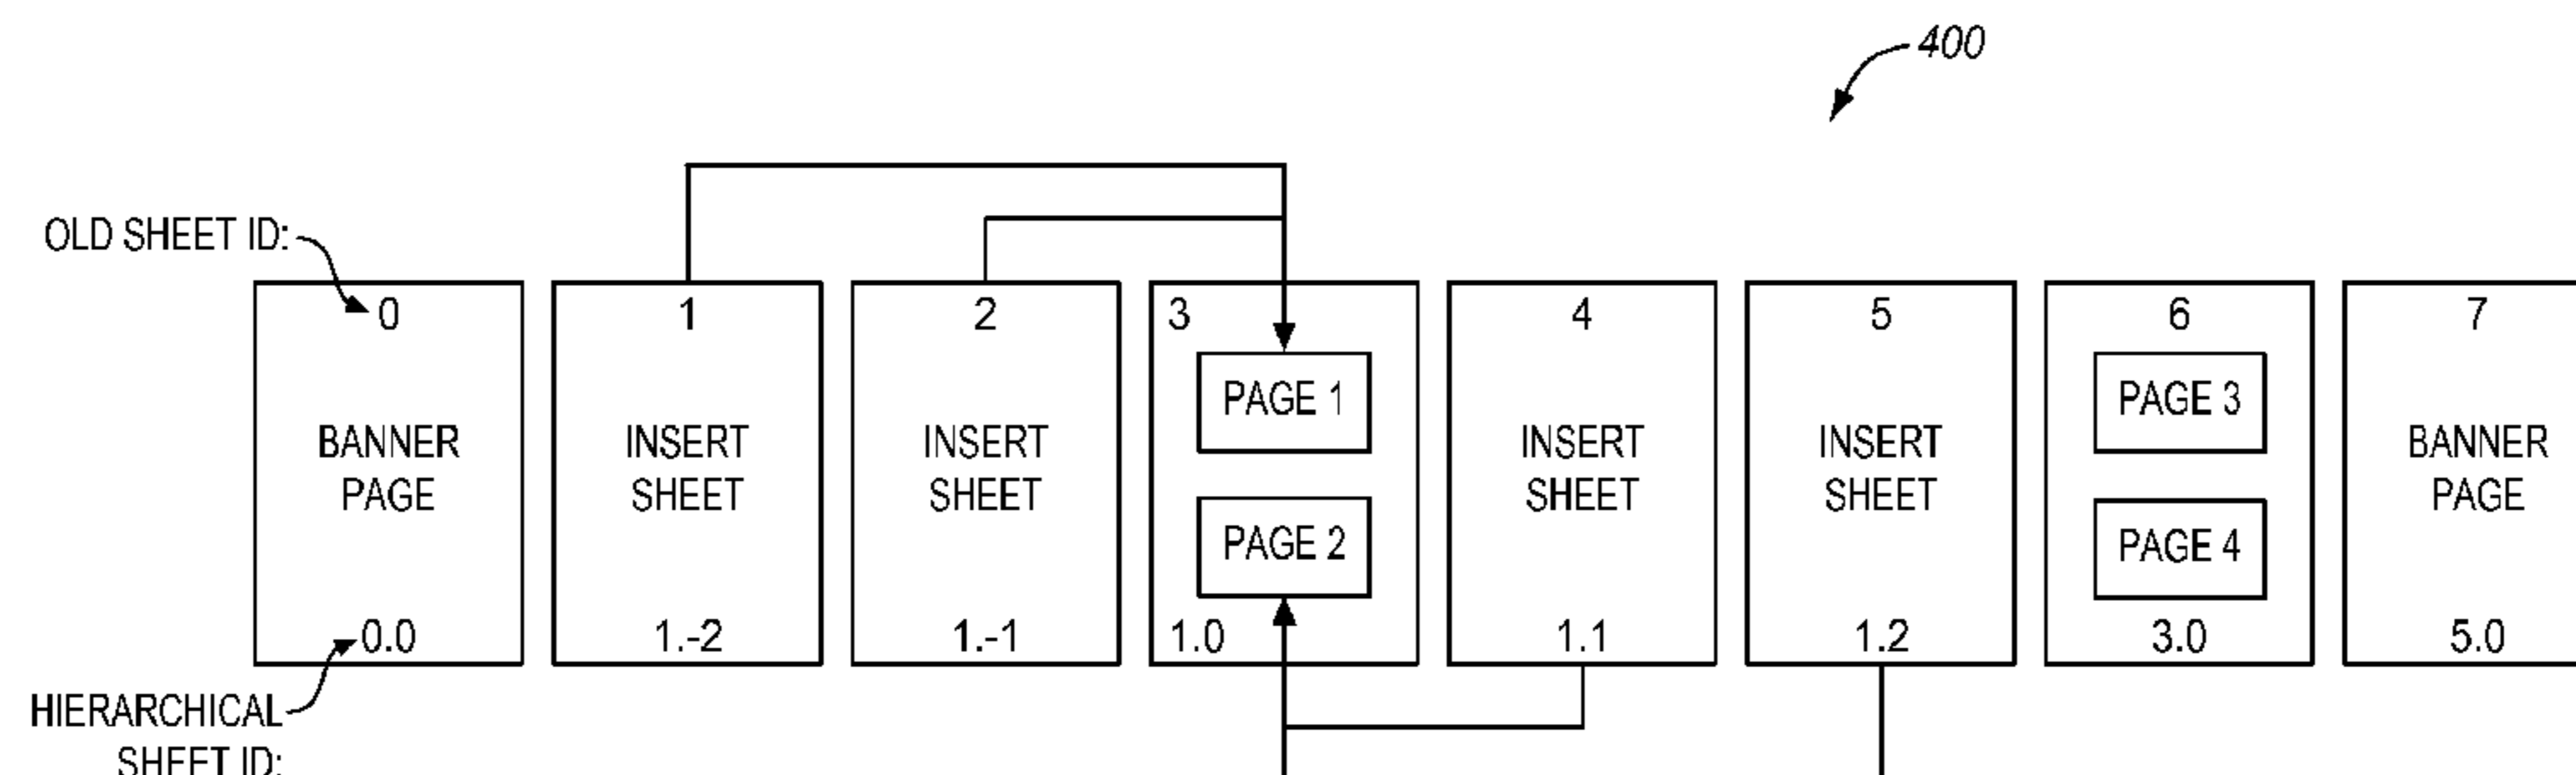 400
OLD SHEET ID:
0 1 2 3 4 5 6 7
PAGE 1 PAGE 3
BANNER INSERT INSERT INSERT INSERT BANNER
PAGE SHEET SHEET SHEET SHEET PAGE
PAGE 2 PAGE 4
0.0 1.-2 1.-1 1.0 1.1 1.2 3.0 5.0
HIERARCHICAL
SHEET ID: